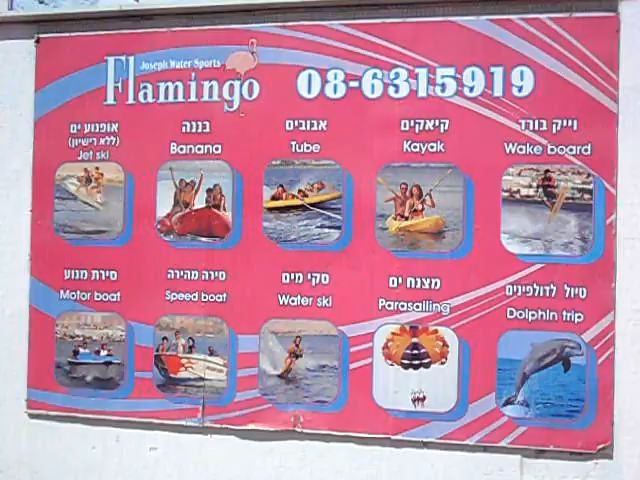 Joseph Water Sports
Flamingo
08-6315919
אופנוע ים
(ללא רישיון)
Jet ski
בננה
Banana
אבובים
Tube
קיאקים
Kayak
וייק בורד
Wake board
סירת מנוע
Motor boat
סירה מהירה
Speed boat
סקי מים
Water ski
מצנח ים
Parasailing
טיול לדולפינים
Dolphin trip